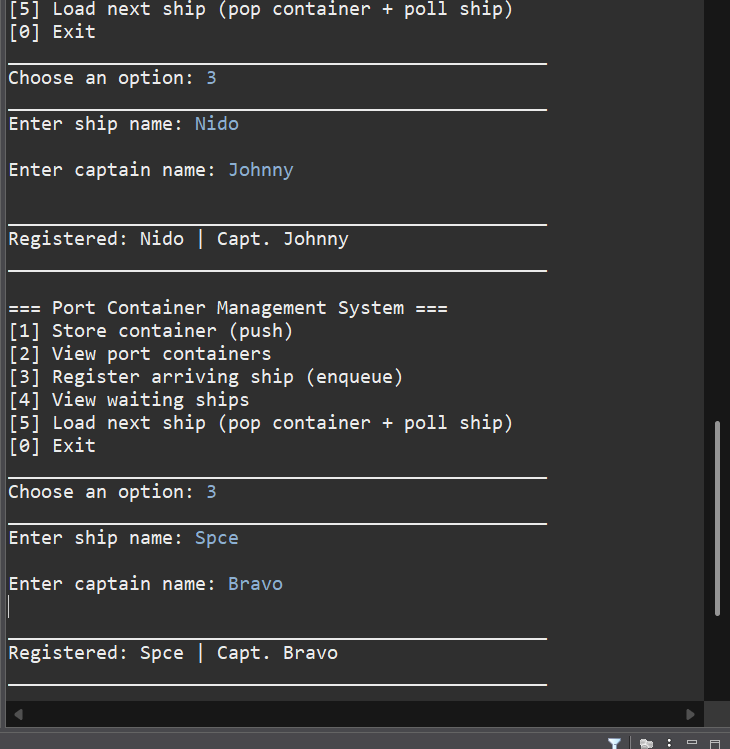 [5] Load next ship (pop container + poll ship)
[0] Exit
Choose an option: 3
Enter ship name: Nido
Enter captain name: Johnny
Registered: Nido | Capt. Johnny
=== Port Container Management System ===
[1] Store container (push)
[2] View port containers
[3] Register arriving ship (enqueue)
[4] View waiting ships
[5] Load next ship (pop container + poll ship)
[0] Exit
Choose an option: 3
Enter ship name: Spce
Enter captain name: Bravo
Registered: Spce | Capt. Bravo